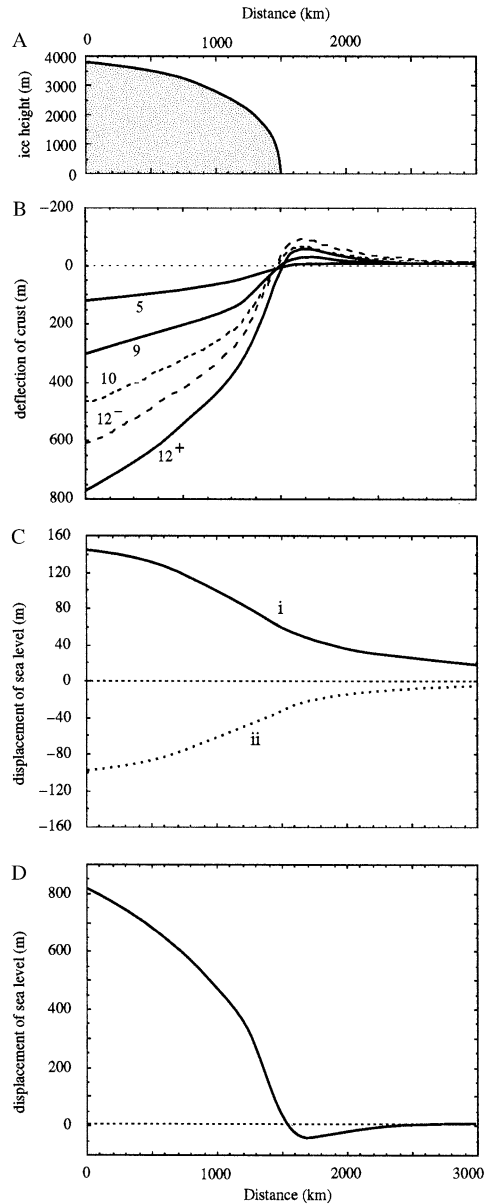 Distance (km)
0 1000 2000 3000
A
ice height (m)
4000
3000
2000
1000
0
B
deflection of crust (m)
−200
0
200
400
600
800
5
9
10
12−
12+
C
displacement of sea level (m)
160
120
80
40
0
−40
−80
−120
−160
i
ii
D
displacement of sea level (m)
800
600
400
200
0
0 1000 2000 3000
Distance (km)